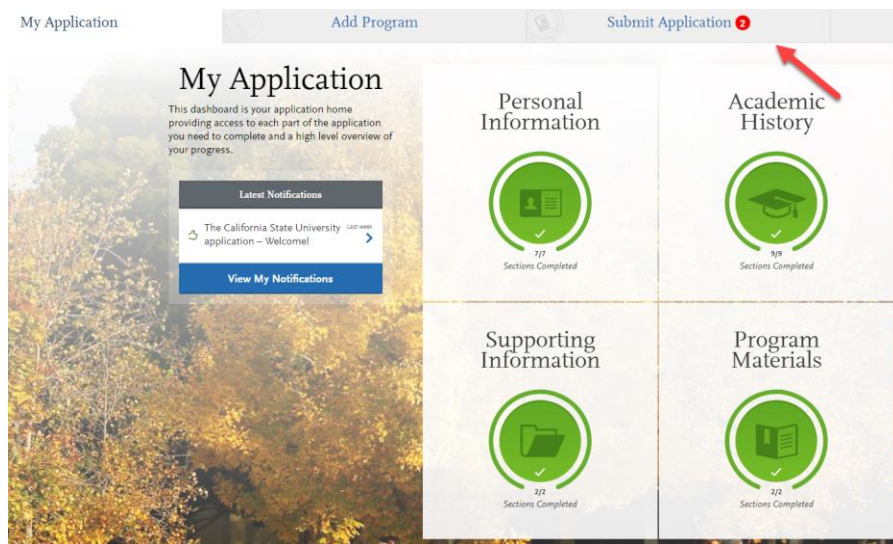 My Application
Add Program
Submit Application 2
My Application
This dashboard is your application home
providing access to each part of the application
you need to complete and a high level overview of
your progress.
Latest Notifications
The California State University
application – Welcome!
Last week
View My Notifications
Personal
Information
7/7
Sections Completed
Academic
History
9/9
Sections Completed
Supporting
Information
2/2
Sections Completed
Program
Materials
2/2
Sections Completed